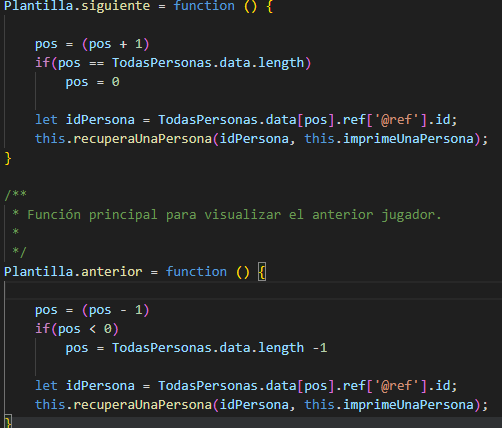 Plantilla.siguiente = function () {
pos = (pos + 1)
if(pos == TodasPersonas.data.length)
pos = 0
let idPersona = TodasPersonas.data[pos].ref['@ref'].id;
this.recuperaUnaPersona(idPersona, this.imprimeUnaPersona);
}
/**
* Función principal para visualizar el anterior jugador.
*
*/
Plantilla.anterior = function () {
pos = (pos - 1)
if(pos < 0)
pos = TodasPersonas.data.length -1
let idPersona = TodasPersonas.data[pos].ref['@ref'].id;
this.recuperaUnaPersona(idPersona, this.imprimeUnaPersona);
}